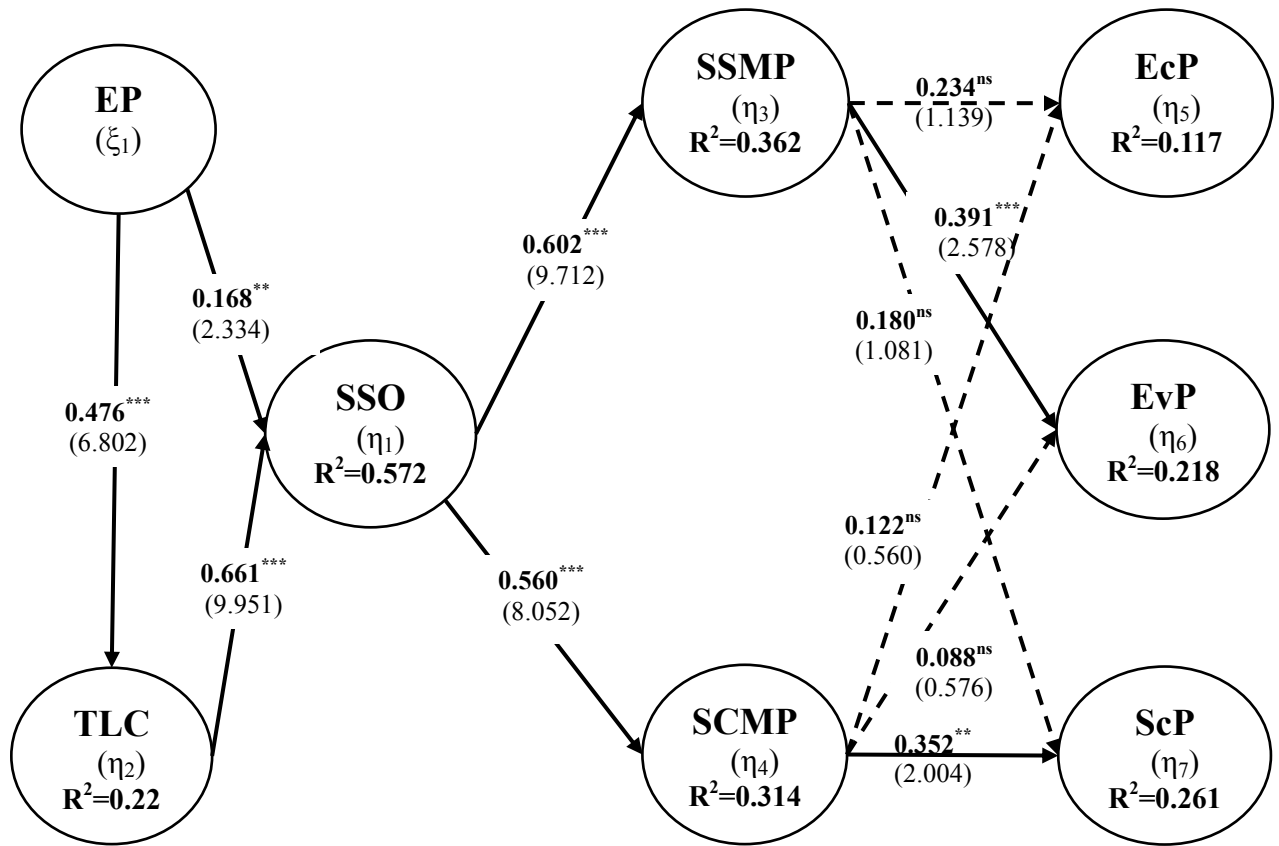 EP
(ξ₁)
SSMP
(η₃)
R²=0.362
EcP
(η₅)
R²=0.117
0.234ⁿˢ
(1.139)
0.391***
(2.578)
0.602***
(9.712)
0.168**
(2.334)
0.180ⁿˢ
(1.081)
0.476***
(6.802)
SSO
(η₁)
R²=0.572
EvP
(η₆)
R²=0.218
0.122ⁿˢ
(0.560)
0.661***
(9.951)
0.560***
(8.052)
0.088ⁿˢ
(0.576)
TLC
(η₂)
R²=0.22
SCMP
(η₄)
R²=0.314
0.352**
(2.004)
ScP
(η₇)
R²=0.261